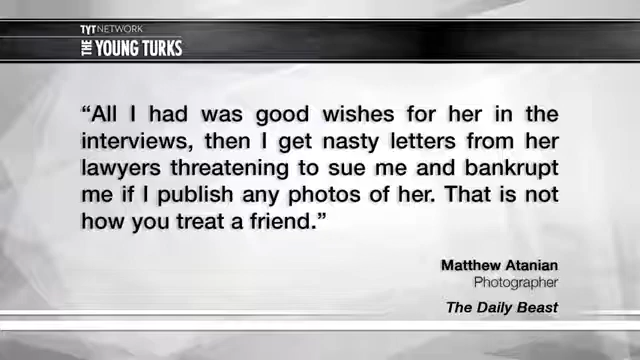 TYT NETWORK
THE YOUNG TURKS
“All I had was good wishes for her in the
interviews, then I get nasty letters from her
lawyers threatening to sue me and bankrupt
me if I publish any photos of her. That is not
how you treat a friend.”
Matthew Atanian
Photographer
The Daily Beast